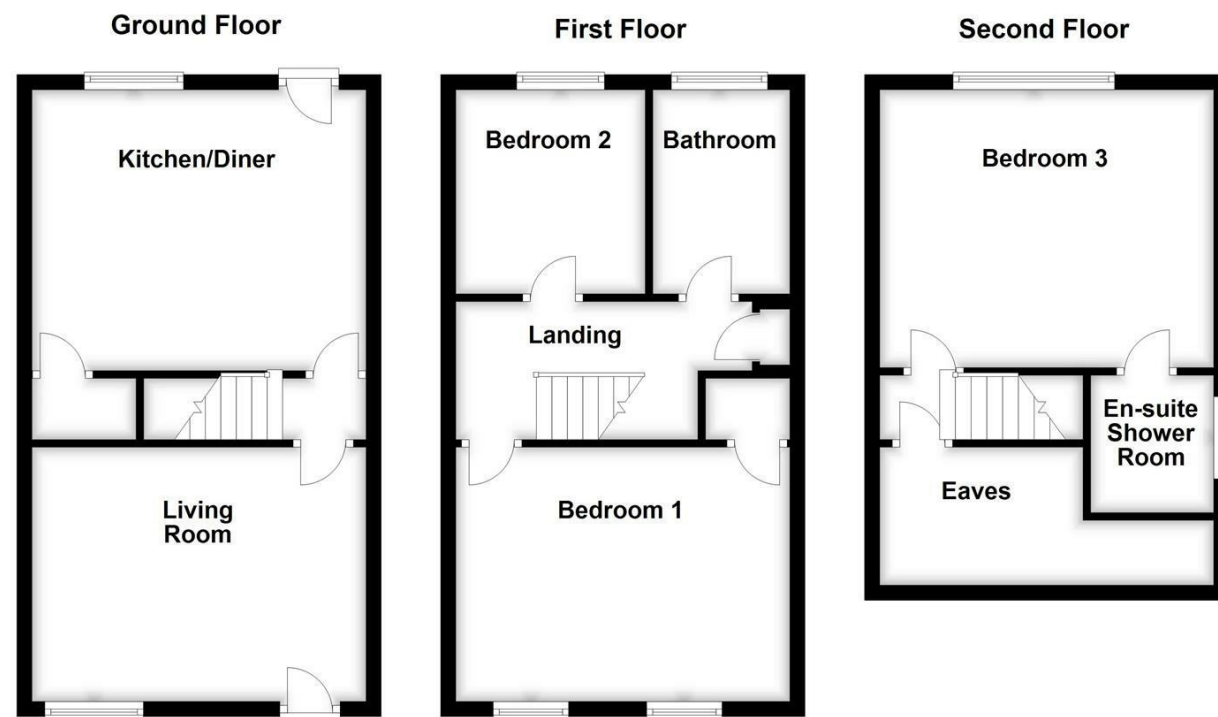 Ground Floor
Kitchen/Diner
Living
Room
First Floor
Bedroom 2
Bathroom
Landing
Bedroom 1
Second Floor
Bedroom 3
En-suite
Shower
Room
Eaves